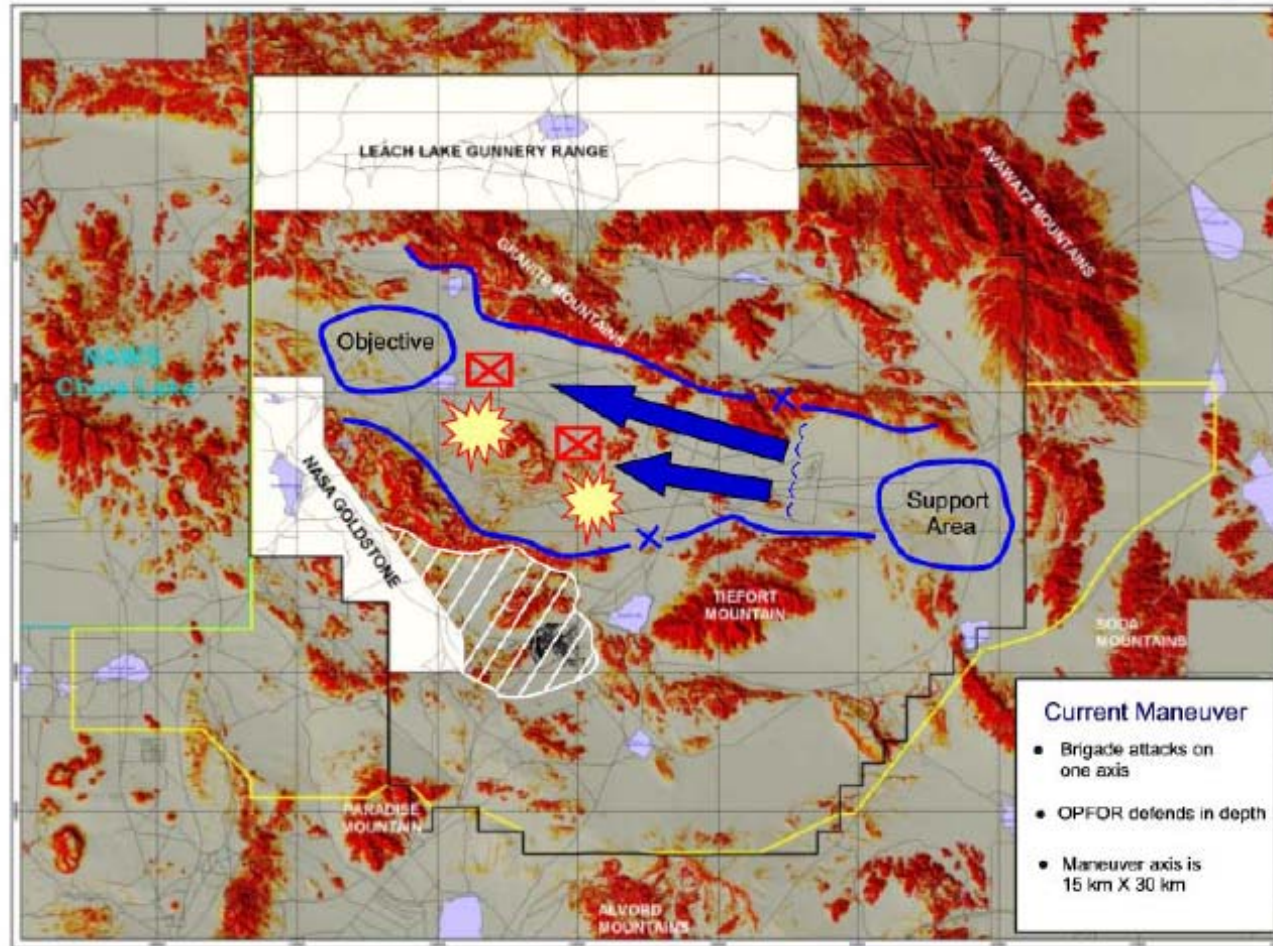 LEACH LAKE GUNNERY RANGE
AVAWATZ MOUNTAINS
GRANITE MOUNTAINS
Objective
NAWS
China Lake
NASA GOLDSTONE
Support
Area
TIEFORT
MOUNTAIN
SODA
MOUNTAINS
PARADISE
MOUNTAIN
ALVORD
MOUNTAINS
Current Maneuver
● Brigade attacks on
one axis
● OPFOR defends in depth
● Maneuver axis is
15 km X 30 km